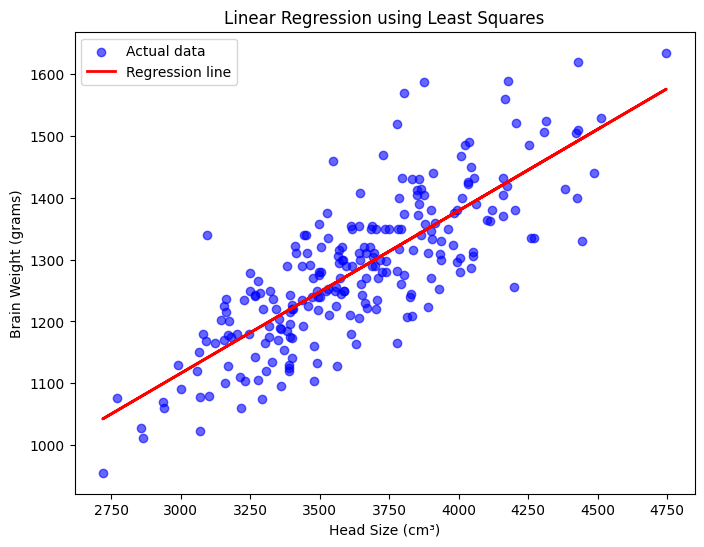 Linear Regression using Least Squares
Actual data
Regression line
Brain Weight (grams)
1600
1500
1400
1300
1200
1100
1000
2750 3000 3250 3500 3750 4000 4250 4500 4750
Head Size (cm³)